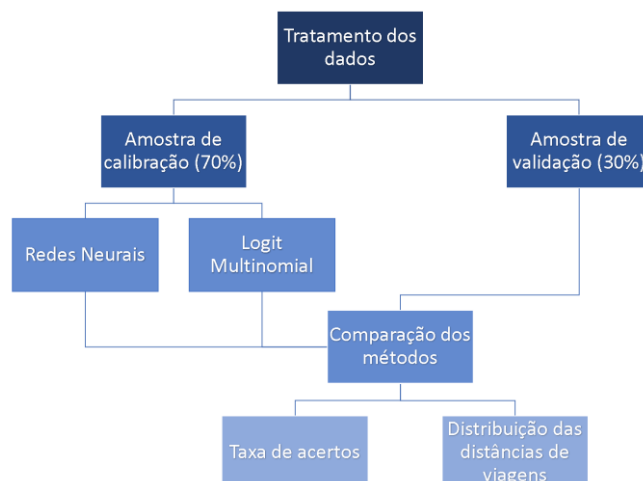 Tratamento dos
dados
Amostra de
calibração (70%)
Amostra de
validação (30%)
Redes Neurais
Logit
Multinomial
Comparação dos
métodos
Taxa de acertos
Distribuição das
distâncias de
viagens